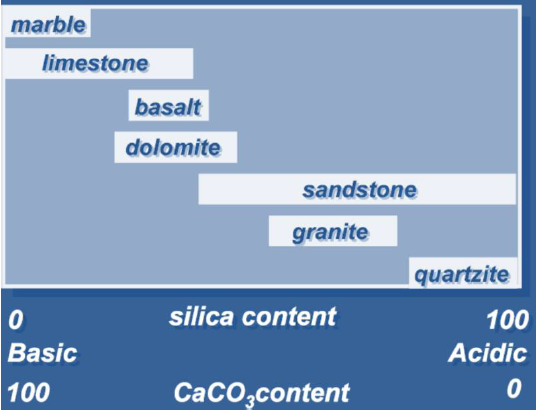 marble
limestone
basalt
dolomite
sandstone
granite
quartzite
0 silica content 100
Basic Acidic
100 CaCO₃content 0